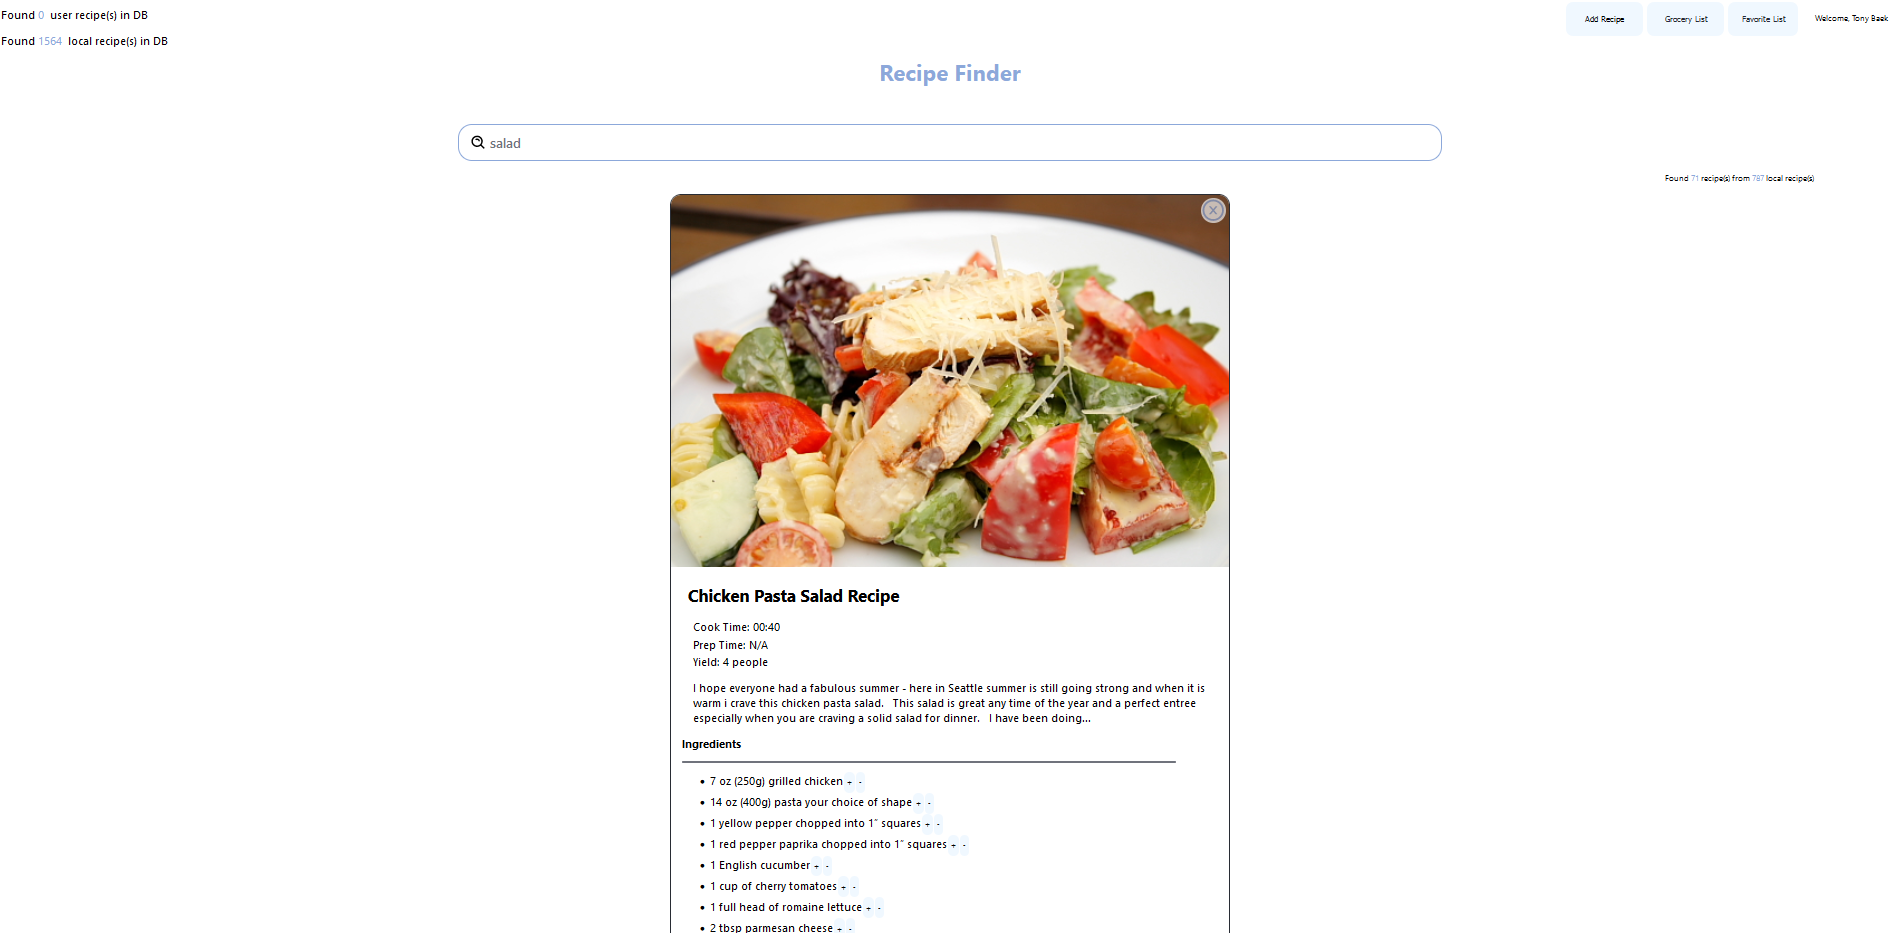 Found 0 user recipe(s) in DB
Found 1564 local recipe(s) in DB
Add Recipe
Grocery List
Favorite List
Welcome, Tony Baek
Recipe Finder
salad
Found 71 recipe(s) from 787 local recipe(s)
X
Chicken Pasta Salad Recipe
Cook Time: 00:40
Prep Time: N/A
Yield: 4 people
I hope everyone had a fabulous summer - here in Seattle summer is still going strong and when it is
warm i crave this chicken pasta salad. This salad is great any time of the year and a perfect entree
especially when you are craving a solid salad for dinner. I have been doing...
Ingredients
• 7 oz (250g) grilled chicken + -
• 14 oz (400g) pasta your choice of shape + -
• 1 yellow pepper chopped into 1″ squares + -
• 1 red pepper paprika chopped into 1″ squares + -
• 1 English cucumber + -
• 1 cup of cherry tomatoes + -
• 1 full head of romaine lettuce + -
• 2 tbsp parmesan cheese + -